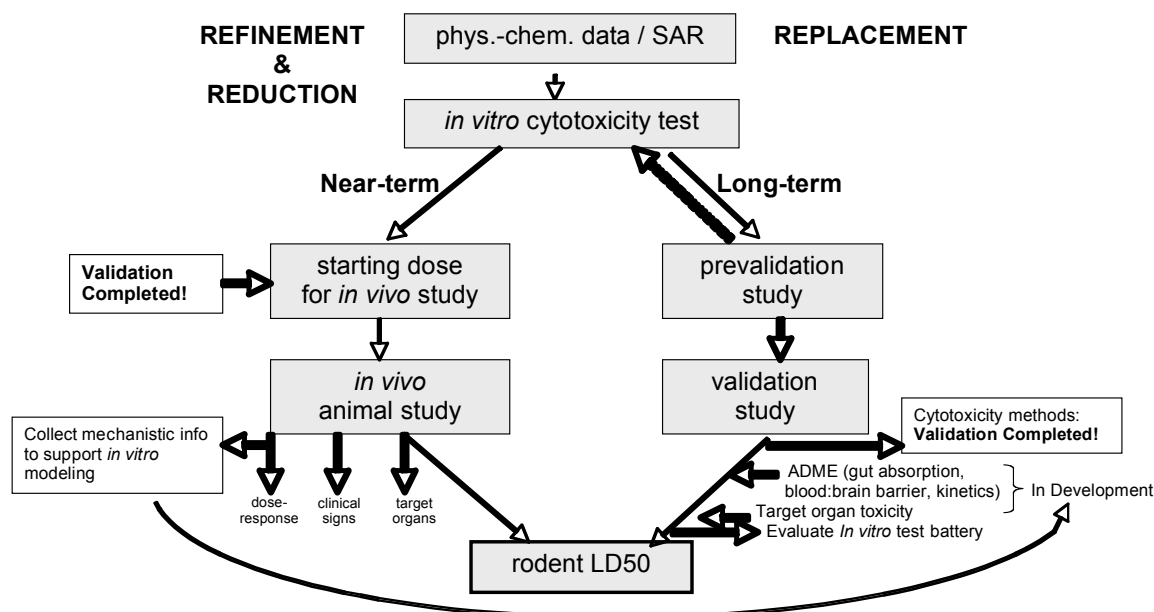 REFINEMENT
&
REDUCTION
phys.-chem. data / SAR
REPLACEMENT
in vitro cytotoxicity test
Near-term
Long-term
Validation
Completed!
starting dose
for in vivo study
prevalidation
study
in vivo
animal study
validation
study
Collect mechanistic info
to support in vitro
modeling
Cytotoxicity methods:
Validation Completed!
dose-
response
clinical
signs
target
organs
ADME (gut absorption,
blood:brain barrier, kinetics)
In Development
Target organ toxicity
Evaluate In vitro test battery
rodent LD50